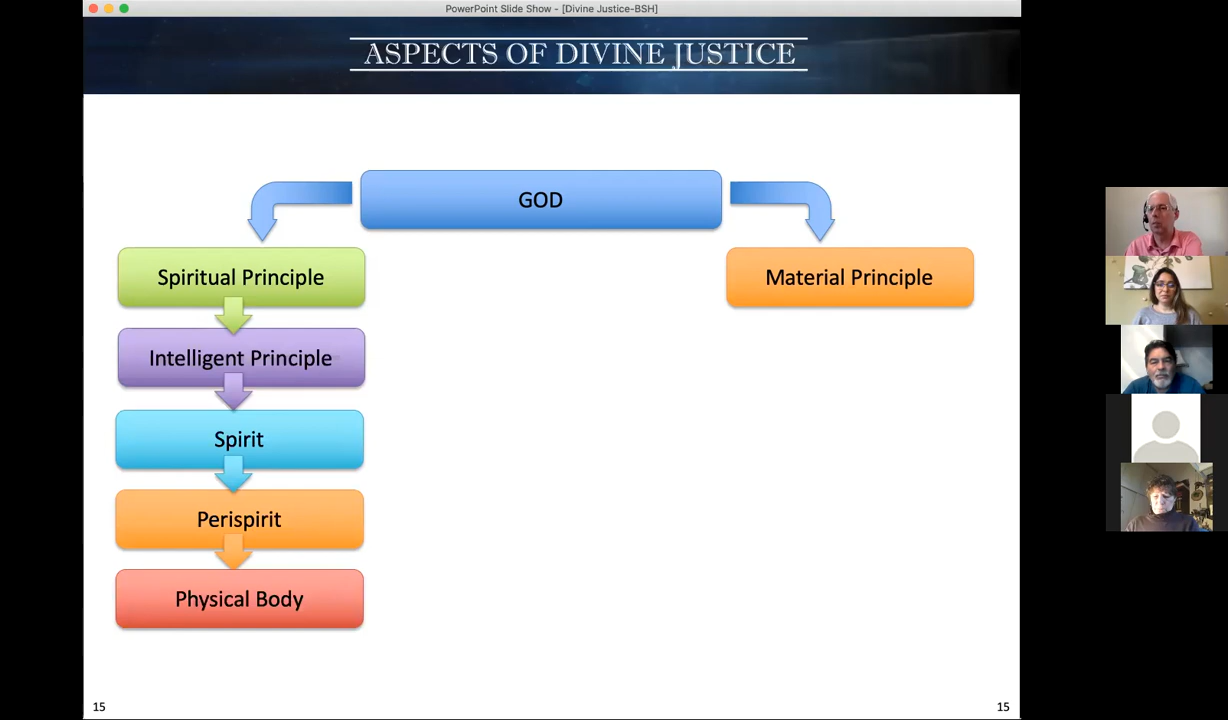 PowerPoint Slide Show - [Divine Justice-BSH]
ASPECTS OF DIVINE JUSTICE
GOD
Spiritual Principle
Material Principle
Intelligent Principle
Spirit
Perispirit
Physical Body
15
15